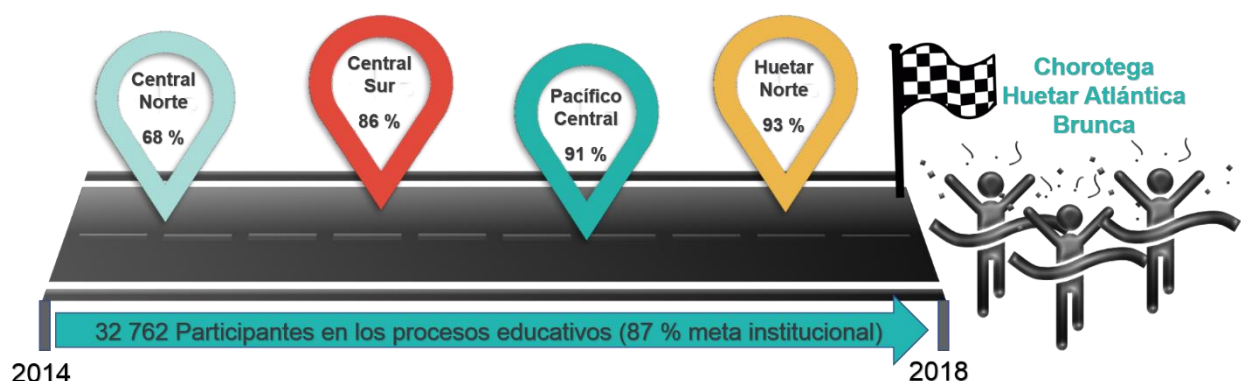 Central
Norte
68 %
Central
Sur
86 %
Pacífico
Central
91 %
Huetar
Norte
93 %
Chorotega
Huetar Atlántica
Brunca
32 762 Participantes en los procesos educativos (87 % meta institucional)
2014
2018